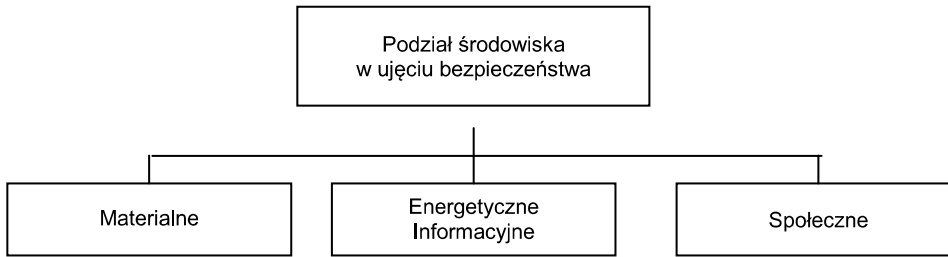 Podział środowiska
w ujęciu bezpieczeństwa
Materialne
Energetyczne
Informacyjne
Społeczne